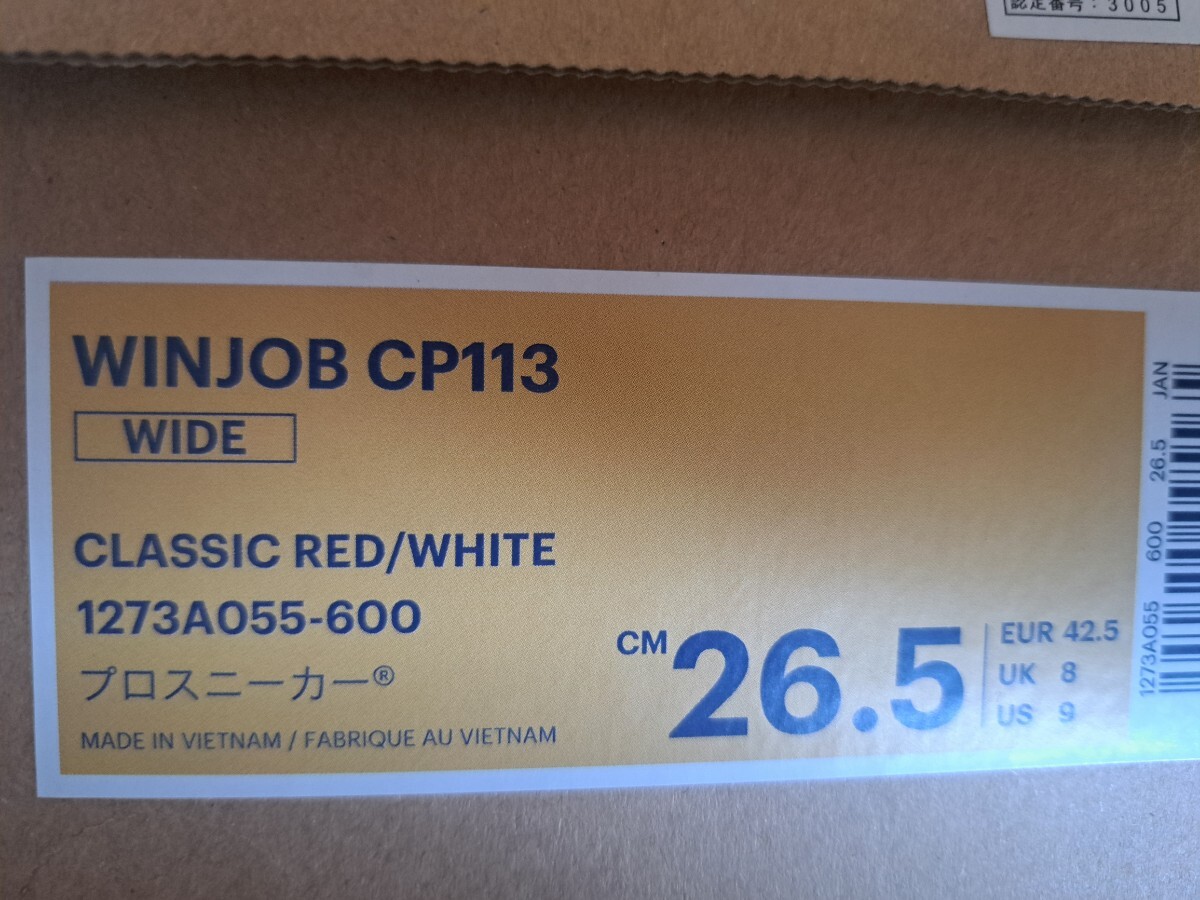 認定番号：3005
WINJOB CP113
WIDE
CLASSIC RED/WHITE
1273A055-600
プロスニーカー®
MADE IN VIETNAM / FABRIQUE AU VIETNAM
CM 26.5
EUR 42.5
UK 8
US 9
1273A055 600 26.5 JAN